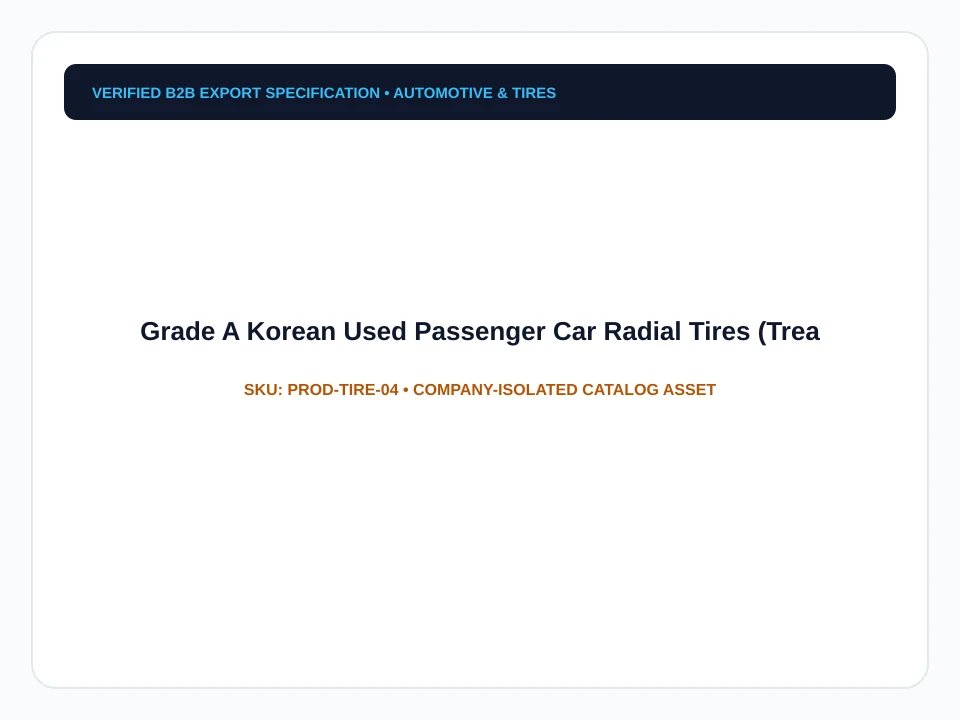 VERIFIED B2B EXPORT SPECIFICATION • AUTOMOTIVE & TIRES
Grade A Korean Used Passenger Car Radial Tires (Trea
SKU: PROD-TIRE-04 • COMPANY-ISOLATED CATALOG ASSET